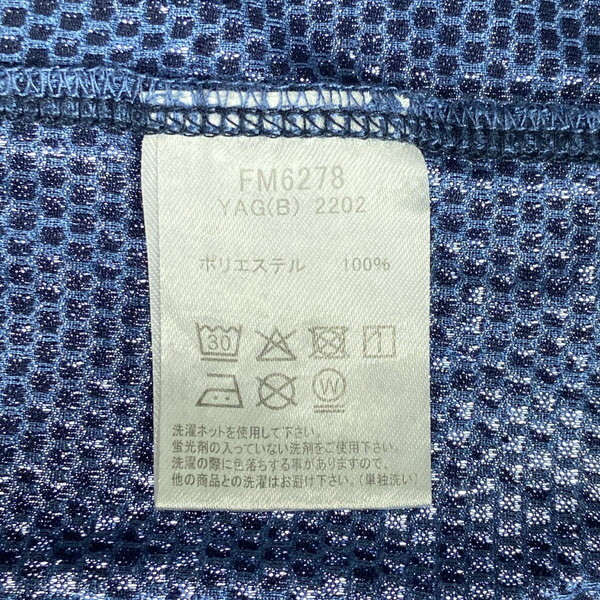 FM6278
YAG(B) 2202
ポリエステル 100%
30
W
洗濯ネットを使用して下さい。
蛍光剤の入っていない洗剤をご使用下さい。
洗濯の際に色落ちする事がありますので、
他の商品との洗濯はお避け下さい。(単独洗い)